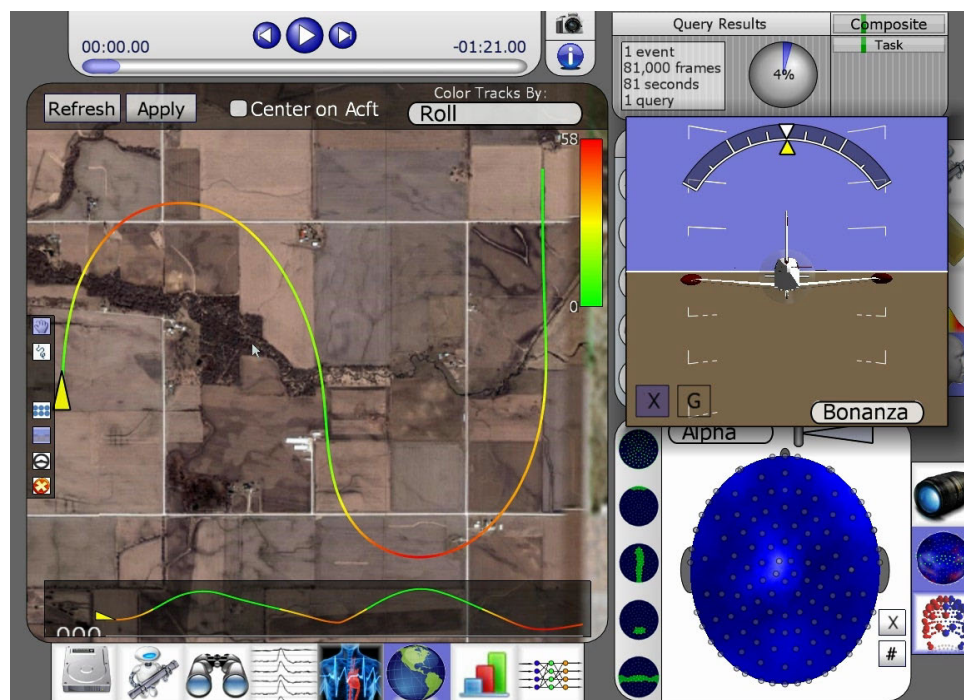 00:00.00
-01:21.00
Query Results
1 event
81,000 frames
81 seconds
1 query
4%
Composite
Task
Refresh
Apply
Center on Acft
Color Tracks By:
Roll
58
0
X
G
Bonanza
Alpha
X
#
000